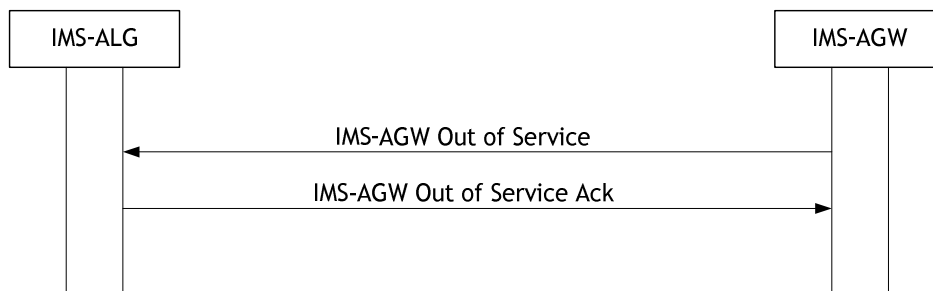 IMS-ALG
IMS-AGW
IMS-AGW Out of Service
IMS-AGW Out of Service Ack